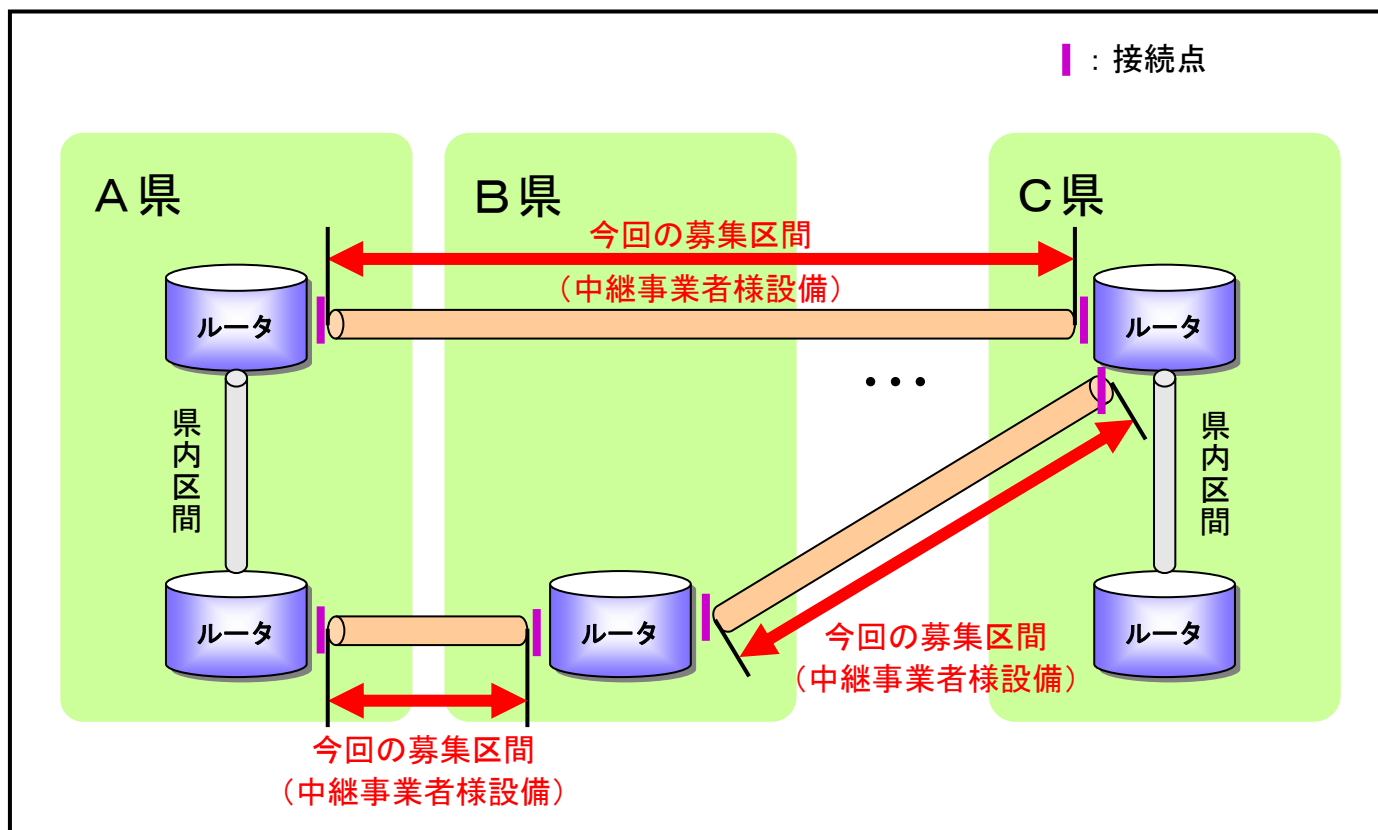 ：接続点
Ａ県
Ｂ県
Ｃ県
今回の募集区間
（中継事業者様設備）
ルータ
ルータ
・・・
県内区間
県内区間
ルータ
ルータ
ルータ
今回の募集区間
（中継事業者様設備）
今回の募集区間
（中継事業者様設備）